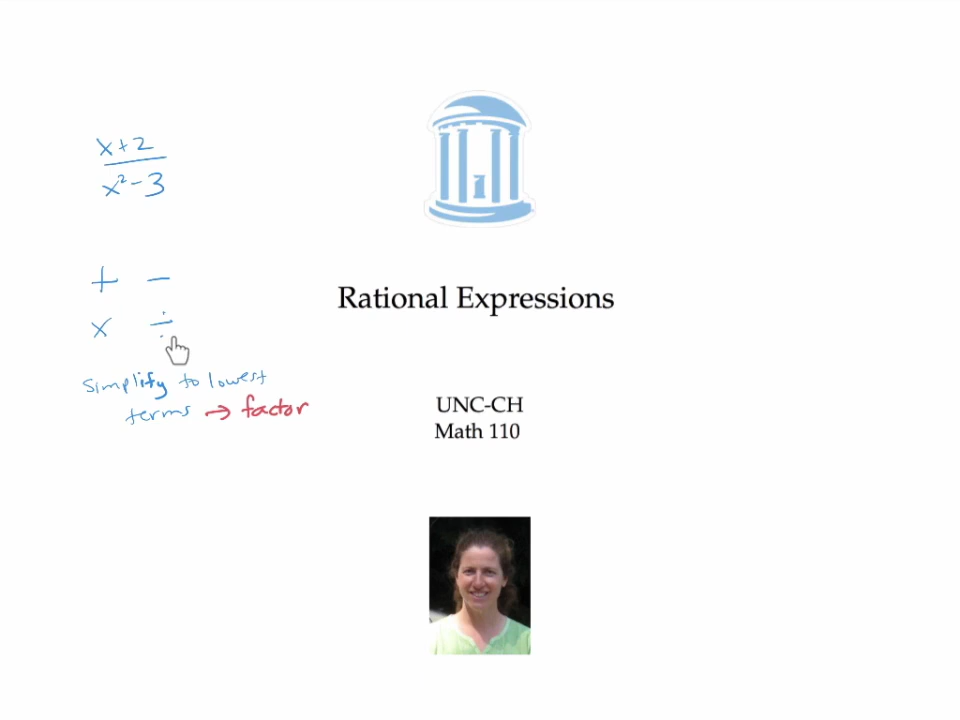 x+2
x²-3
+ -
x ÷
Simplify to lowest
terms → factor
Rational Expressions
UNC-CH
Math 110